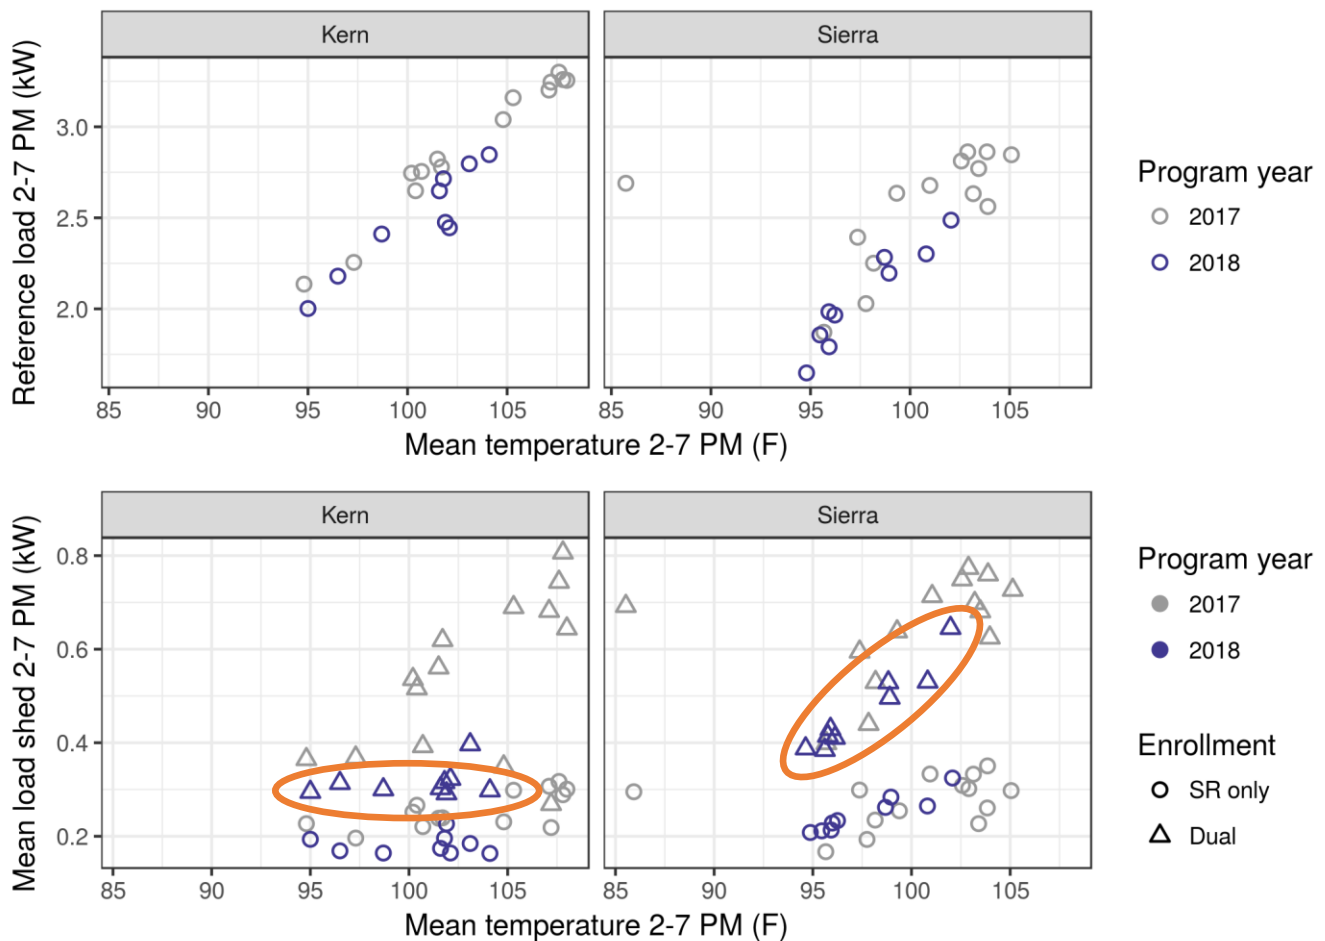 Kern
Sierra
Reference load 2-7 PM (kW)
3.0
2.5
2.0
85 90 95 100 105
85 90 95 100 105
Mean temperature 2-7 PM (F)
Program year
2017
2018
Kern
Sierra
Mean load shed 2-7 PM (kW)
0.8
0.6
0.4
0.2
85 90 95 100 105
85 90 95 100 105
Mean temperature 2-7 PM (F)
Program year
2017
2018
Enrollment
SR only
Dual